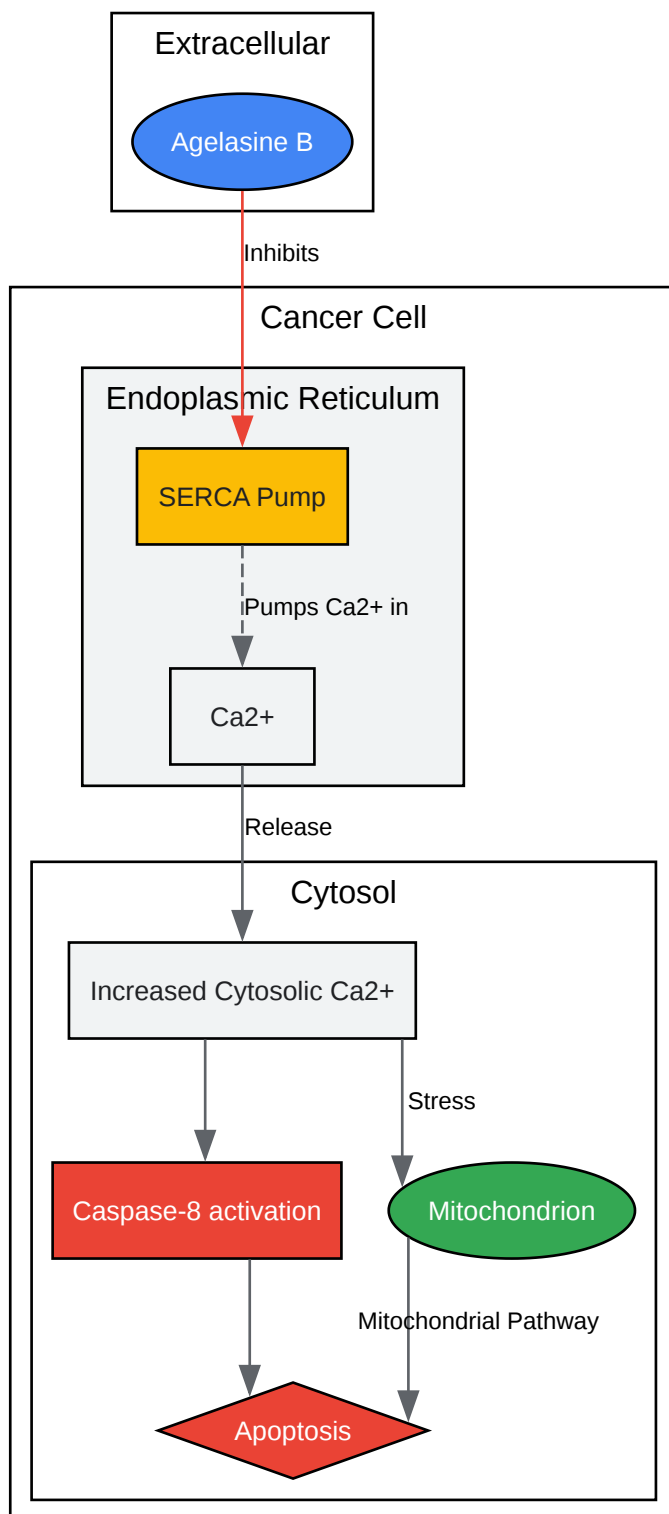 Extracellular
Agelasine B
Inhibits
Cancer Cell
Endoplasmic Reticulum
SERCA Pump
Pumps Ca2+ in
Ca2+
Release
Cytosol
Increased Cytosolic Ca2+
Stress
Caspase-8 activation
Mitochondrion
Mitochondrial Pathway
Apoptosis